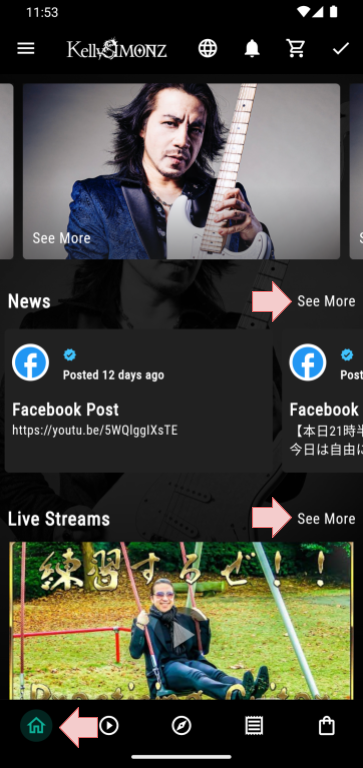 11:53
Kelly SIMONZ
See More
S
News
See More
Posted 12 days ago
Facebook Post
https://youtu.be/5WQlggIXsTE
Post
Facebook
【本日21時半
今日は自由に
Live Streams
See More
練習するぜ!!